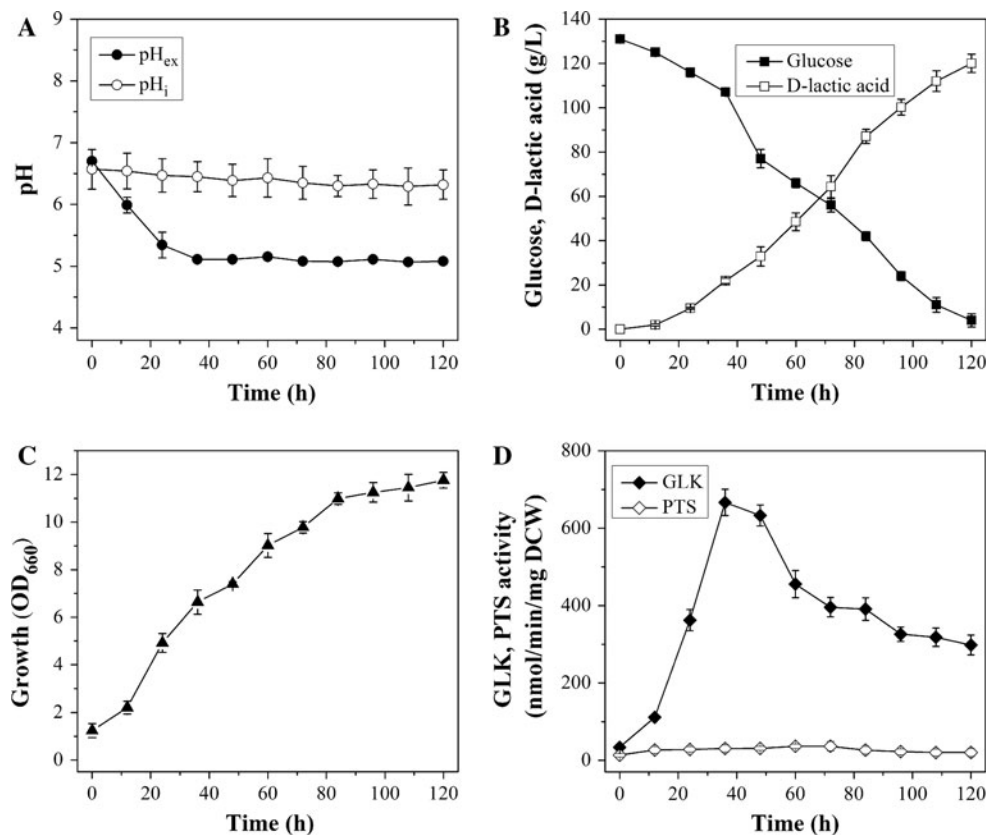 A
pHex
pHi
9
8
7
6
5
4
pH
0 20 40 60 80 100 120
Time (h)
B
Glucose
D-lactic acid
140
120
100
80
60
40
20
0
Glucose, D-lactic acid (g/L)
0 20 40 60 80 100 120
Time (h)
C
12
10
8
6
4
2
0
Growth (OD660)
0 20 40 60 80 100 120
Time (h)
D
GLK
PTS
800
600
400
200
0
GLK, PTS activity
(nmol/min/mg DCW)
0 20 40 60 80 100 120
Time (h)